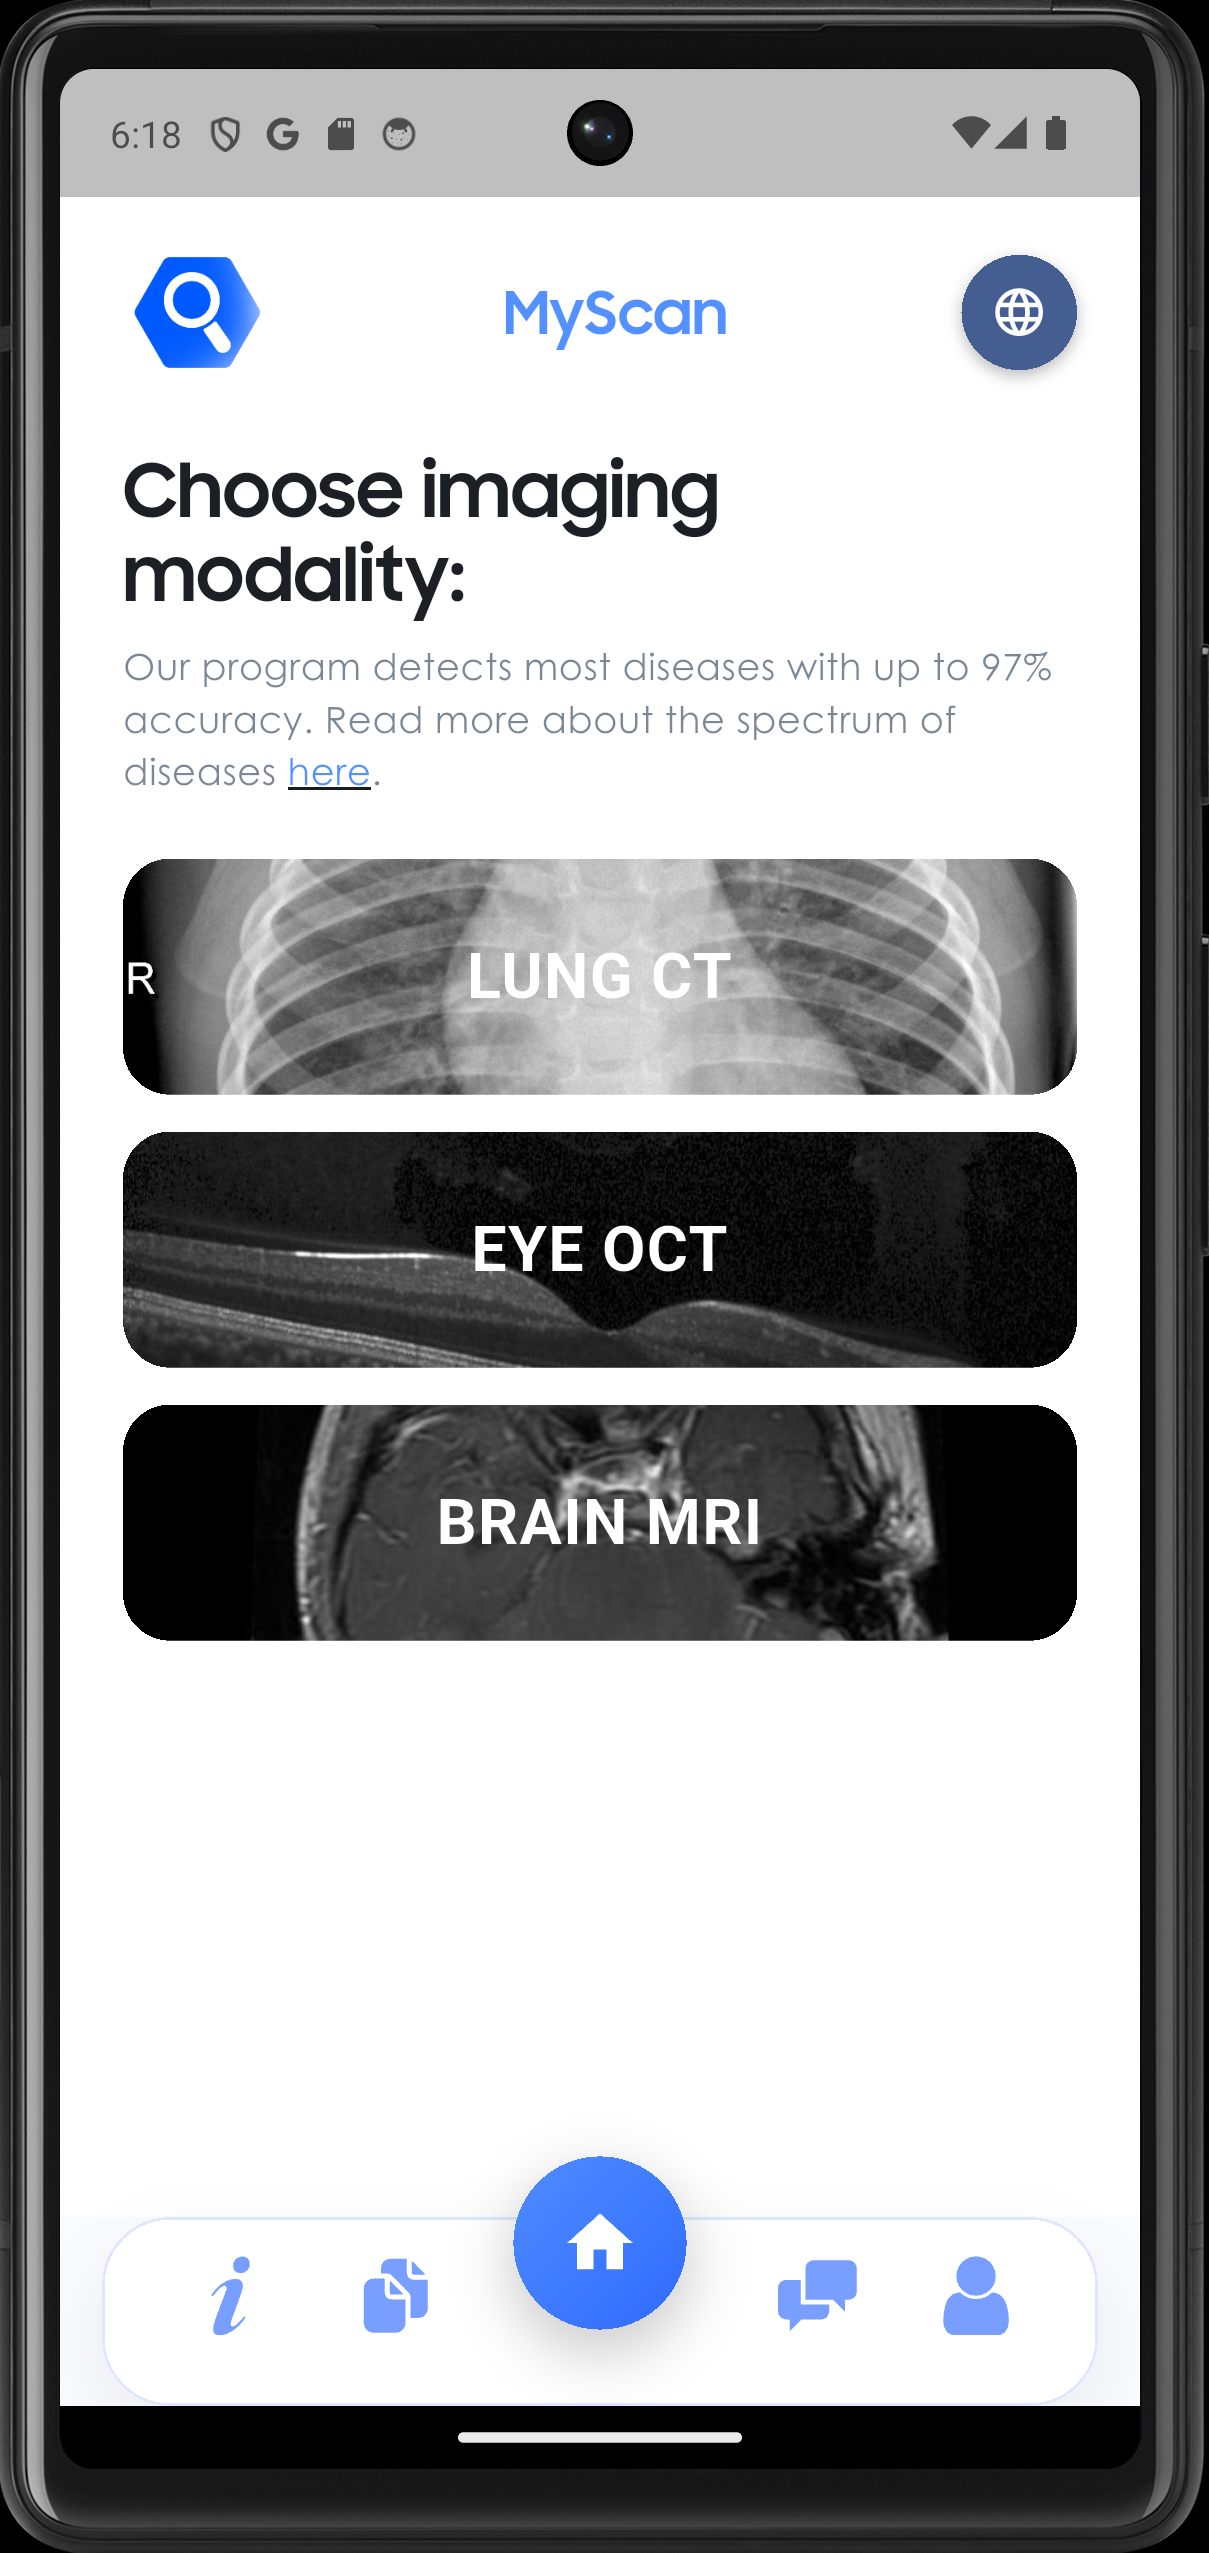 6:18
MyScan
Choose imaging
modality:
Our program detects most diseases with up to 97%
accuracy. Read more about the spectrum of
diseases here.
R
LUNG CT
EYE OCT
BRAIN MRI